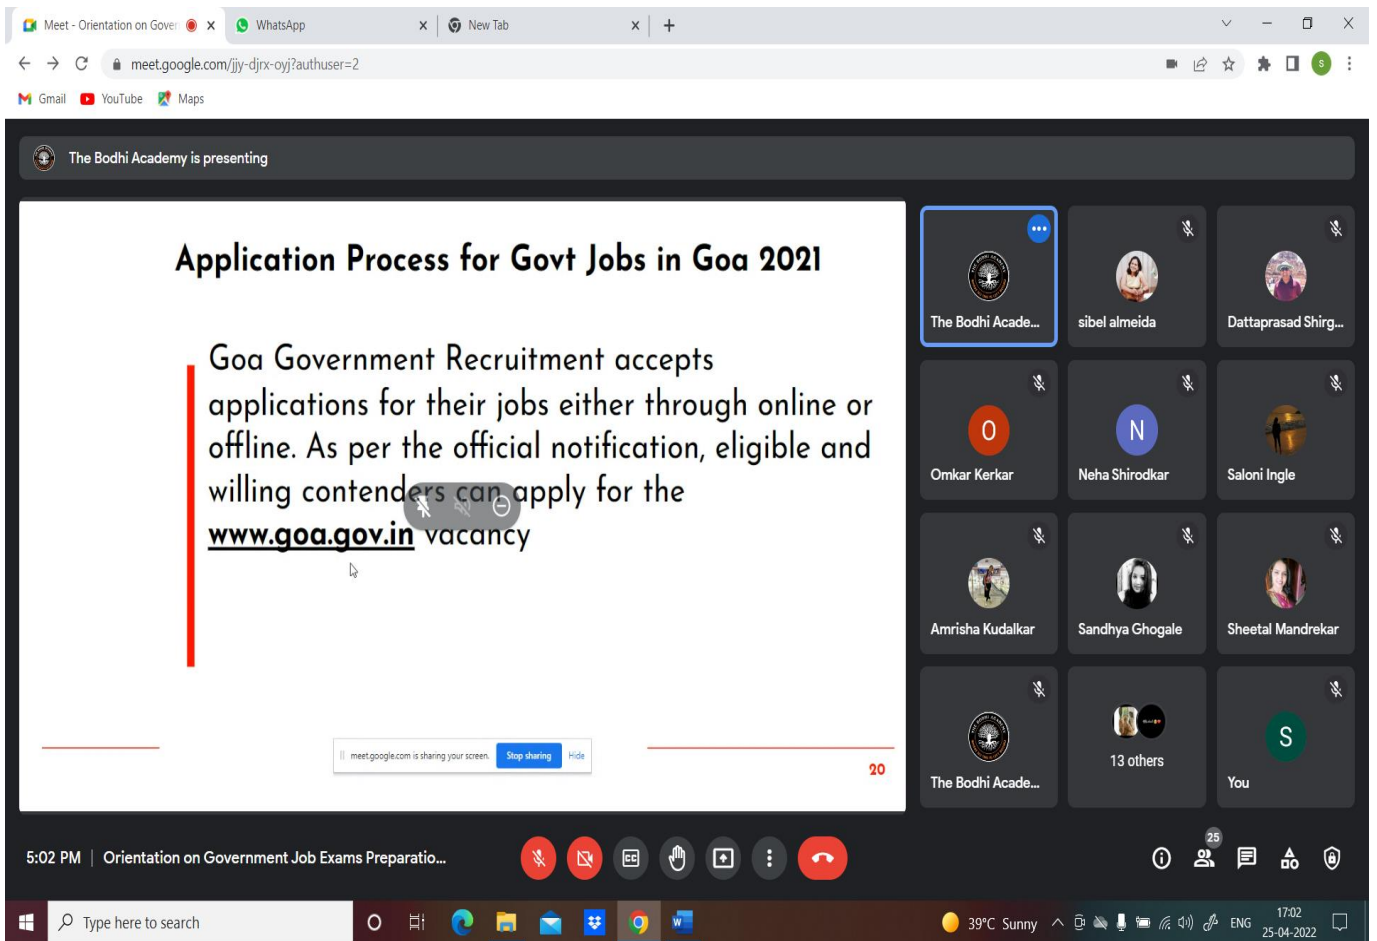 Meet - Orientation on Gover
WhatsApp
New Tab
meet.google.com/jjy-djrx-oyj?authuser=2
S
Gmail
YouTube
Maps
The Bodhi Academy is presenting
Application Process for Govt Jobs in Goa 2021
Goa Government Recruitment accepts
applications for their jobs either through online or
offline. As per the official notification, eligible and
willing contenders can apply for the
www.goa.gov.in vacancy
meet.google.com is sharing your screen.
Stop sharing
Hide
20
The Bodhi Acade...
sibel almeida
Dattaprasad Shirg...
O
Omkar Kerkar
N
Neha Shirodkar
Saloni Ingle
Amrisha Kudalkar
Sandhya Ghogale
Sheetal Mandrekar
The Bodhi Acade...
13 others
S
You
5:02 PM | Orientation on Government Job Exams Preparatio...
CC
25
Type here to search
W
39°C Sunny
ENG
17:02
25-04-2022